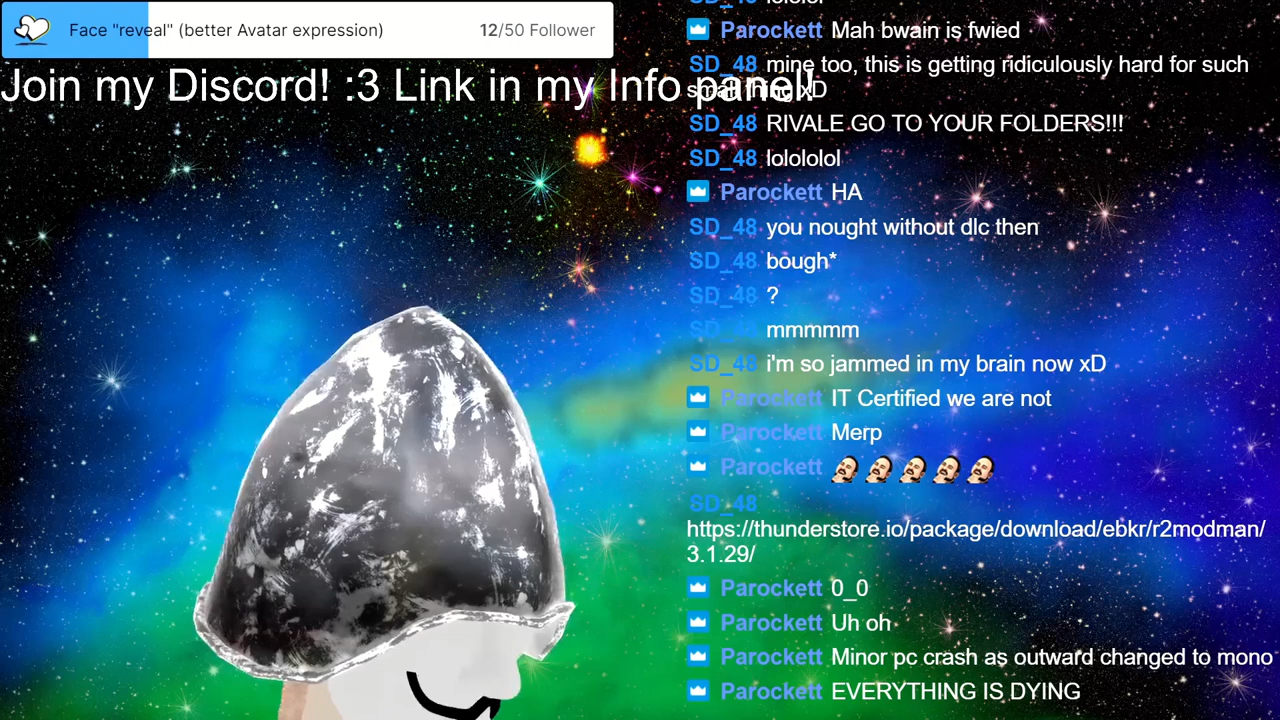 Face "reveal" (better Avatar expression) 12/50 Follower
Join my Discord! :3 Link in my Info panel!
Parockett Mah bwain is fwied
SD_48 mine too, this is getting ridiculously hard for such
small thing xD
SD_48 RIVALE GO TO YOUR FOLDERS!!!
SD_48 lolololol
Parockett HA
SD_48 you nought without dlc then
SD_48 bough*
SD_48 ?
SD_48 mmmmm
SD_48 i'm so jammed in my brain now xD
Parockett IT Certified we are not
Parockett Merp
Parockett
SD_48
https://thunderstore.io/package/download/ebkr/r2modman/
3.1.29/
Parockett 0_0
Parockett Uh oh
Parockett Minor pc crash as outward changed to mono
Parockett EVERYTHING IS DYING